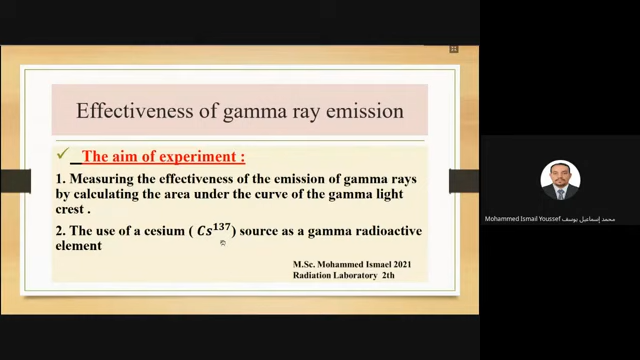 Effectiveness of gamma ray emission
✓ The aim of experiment :
1. Measuring the effectiveness of the emission of gamma rays
by calculating the area under the curve of the gamma light
crest .
2. The use of a cesium ( Cs¹³⁷) source as a gamma radioactive
element
M.Sc. Mohammed Ismael 2021
Radiation Laboratory 2th
Mohammed Ismail Youssef محمد إسماعيل يوسف